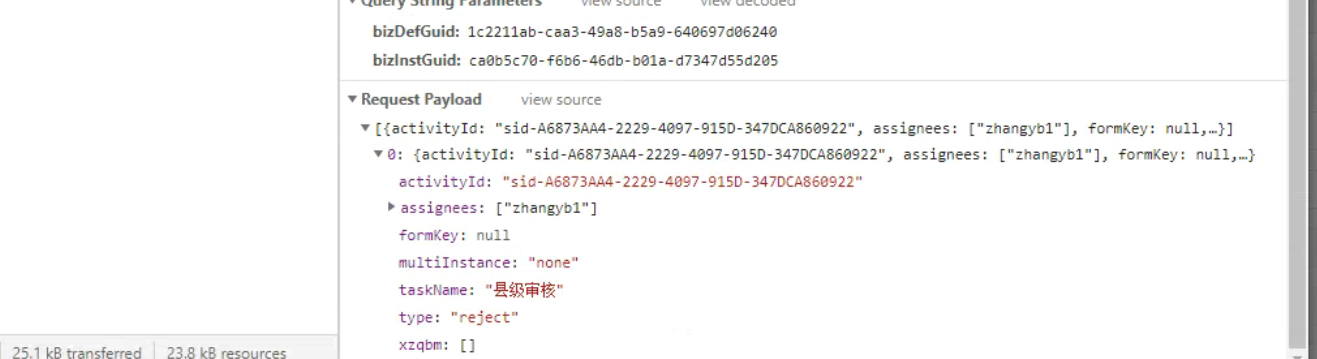 Query String Parameters view source view decoded
bizDefGuid: 1c2211ab-caa3-49a8-b5a9-640697d06240
bizInstGuid: ca0b5c70-f6b6-46db-b01a-d7347d55d205
Request Payload view source
[{activityId: "sid-A6873AA4-2229-4097-915D-347DCA860922", assignees: ["zhangyb1"], formKey: null,…}]
0: {activityId: "sid-A6873AA4-2229-4097-915D-347DCA860922", assignees: ["zhangyb1"], formKey: null,…}
activityId: "sid-A6873AA4-2229-4097-915D-347DCA860922"
assignees: ["zhangyb1"]
formKey: null
multiInstance: "none"
taskName: "县级审核"
type: "reject"
xzqbm: []
25.1 kB transferred 23.8 kB resources